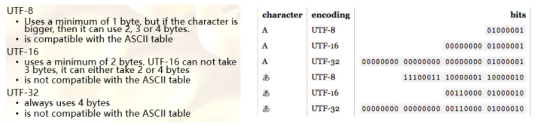 UTF-8
• Uses a minimum of 1 byte, but if the character is
bigger, then it can use 2, 3 or 4 bytes.
• is compatible with the ASCII table
UTF-16
• uses a minimum of 2 bytes. UTF-16 can not take
3 bytes, it can either take 2 or 4 bytes
• is not compatible with the ASCII table
UTF-32
• always uses 4 bytes
• is not compatible with the ASCII table
character encoding bits
A UTF-8 01000001
A UTF-16 00000000 01000001
A UTF-32 00000000 00000000 00000000 01000001
あ UTF-8 11100011 10000001 10000010
あ UTF-16 00110000 01000010
あ UTF-32 00000000 00000000 00110000 01000010